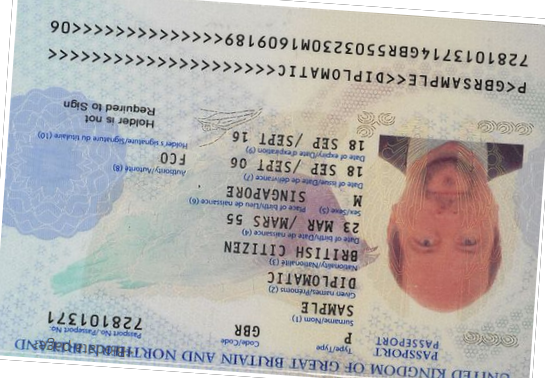 UNITED KINGDOM OF GREAT BRITAIN AND NORTHERN IRELAND
PASSPORT
PASSEPORT
Type/Type
P
Code/Code
GBR
Passport No./Passeport No.
728101371
Surname/Nom (1)
SAMPLE
Given names/Prénoms (2)
DIPLOMATIC
Nationality/Nationalité (3)
BRITISH CITIZEN
Date of birth/Date de naissance (4)
23 MAR /MARS 55
Sex/Sexe (5) Place of birth/Lieu de naissance (6)
M SINGAPORE
Date of issue/Date de délivrance (7)
18 SEP /SEPT 06
Authority/Autorité (8)
FCO
Date of expiry/Date d'expiration (9)
18 SEP /SEPT 16
Holder's signature/Signature du titulaire (10)
Holder is not
Required to Sign
P<GBRSAMPLE<<DIPLOMATIC<<<<<<<<<<<<<<<<<<<<<
7281013714GBR5503230M1609189<<<<<<<<<<<<<<06